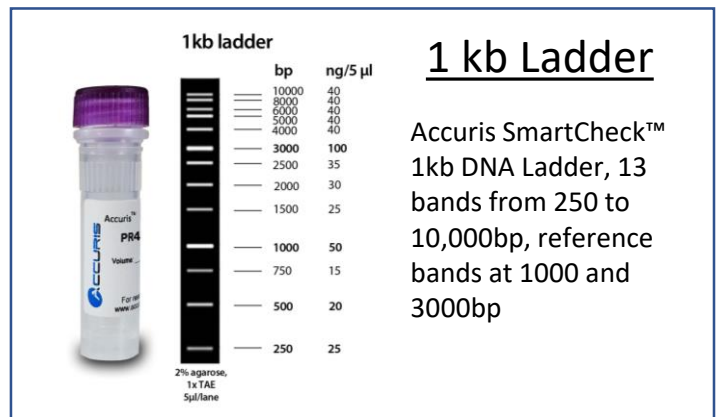 1kb ladder
bp ng/5 µl
10000 40
8000 40
6000 40
5000 40
4000 40
3000 100
2500 35
2000 30
1500 25
1000 50
750 15
500 20
250 25
2% agarose,
1x TAE
5µl/lane
Accuris™
PR4
ACCURIS
Volume
For
www.
1 kb Ladder
Accuris SmartCheck™
1kb DNA Ladder, 13
bands from 250 to
10,000bp, reference
bands at 1000 and
3000bp